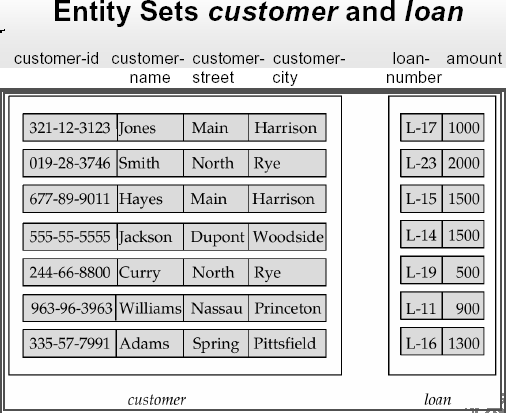 Entity Sets customer and loan
customer-id customer-name customer-street customer-city loan-number amount
321-12-3123 Jones Main Harrison L-17 1000
019-28-3746 Smith North Rye L-23 2000
677-89-9011 Hayes Main Harrison L-15 1500
555-55-5555 Jackson Dupont Woodside L-14 1500
244-66-8800 Curry North Rye L-19 500
963-96-3963 Williams Nassau Princeton L-11 900
335-57-7991 Adams Spring Pittsfield L-16 1300
customer loan